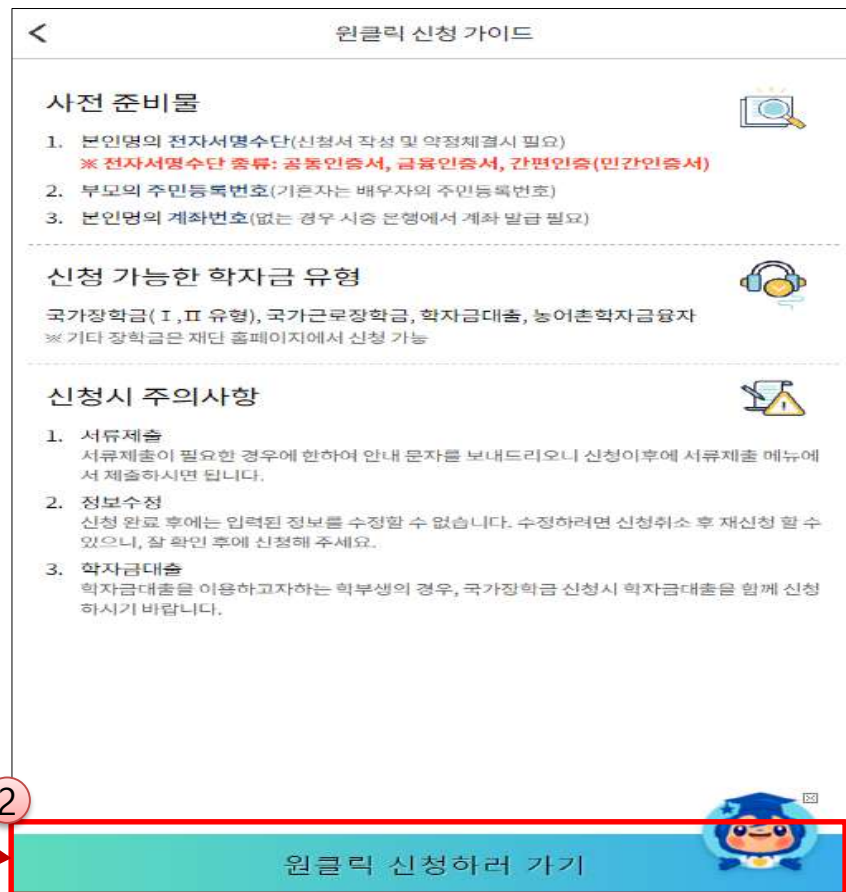 원클릭 신청 가이드
사전 준비물
1. 본인명의 전자서명수단(신청서 작성 및 약정체결시 필요)
※ 전자서명수단 종류: 공동인증서, 금융인증서, 간편인증(민간인증서)
2. 부모의 주민등록번호(기혼자는 배우자의 주민등록번호)
3. 본인명의 계좌번호(없는 경우 시중 은행에서 계좌 발급 필요)
신청 가능한 학자금 유형
국가장학금(Ⅰ,Ⅱ 유형), 국가근로장학금, 학자금대출, 농어촌학자금융자
※ 기타 장학금은 재단 홈페이지에서 신청 가능
신청시 주의사항
1. 서류제출
서류제출이 필요한 경우에 한하여 안내 문자를 보내드리오니 신청이후에 서류제출 메뉴에
서 제출하시면 됩니다.
2. 정보수정
신청 완료 후에는 입력된 정보를 수정할 수 없습니다. 수정하려면 신청취소 후 재신청 할 수
있으니, 잘 확인 후에 신청해 주세요.
3. 학자금대출
학자금대출을 이용하고자하는 학부생의 경우, 국가장학금 신청시 학자금대출을 함께 신청
하시기 바랍니다.
2
원클릭 신청하러 가기